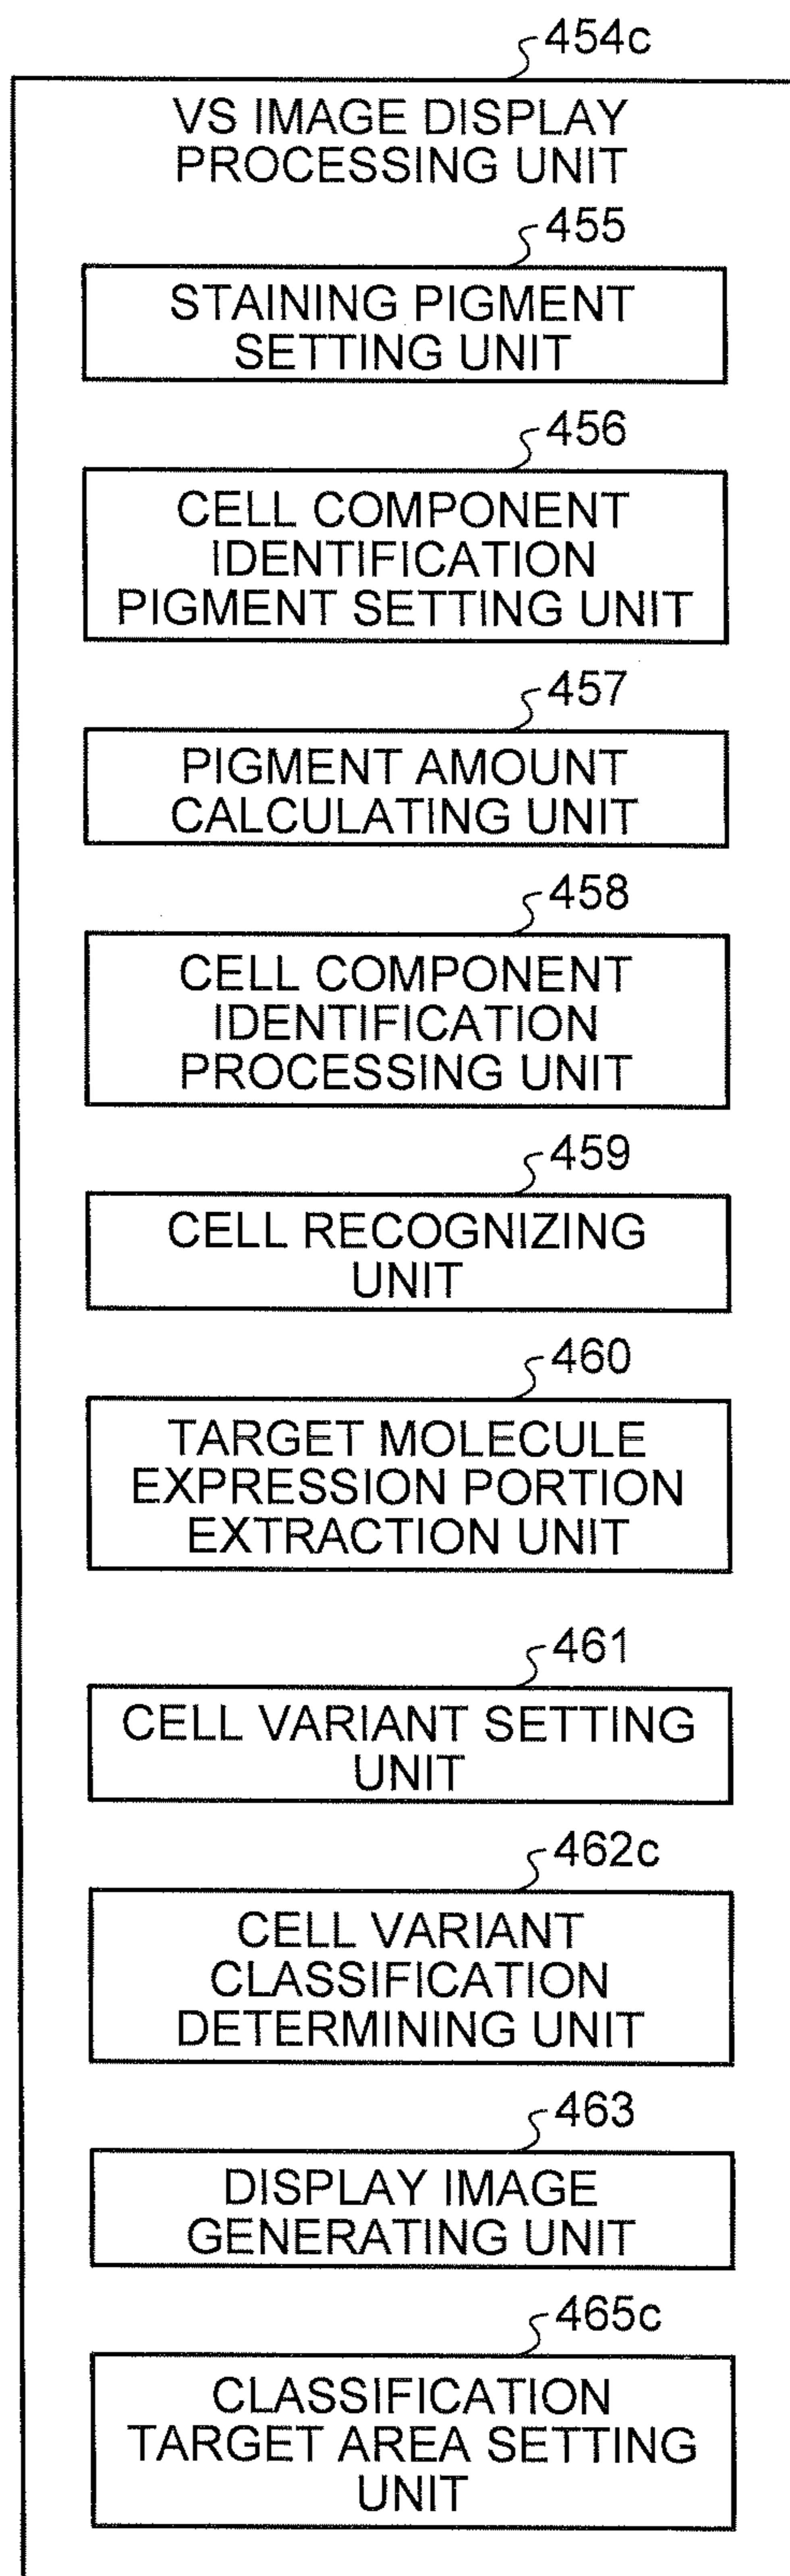 454c
VS IMAGE DISPLAY
PROCESSING UNIT
455
STAINING PIGMENT
SETTING UNIT
456
CELL COMPONENT
IDENTIFICATION
PIGMENT SETTING UNIT
457
PIGMENT AMOUNT
CALCULATING UNIT
458
CELL COMPONENT
IDENTIFICATION
PROCESSING UNIT
459
CELL RECOGNIZING
UNIT
460
TARGET MOLECULE
EXPRESSION PORTION
EXTRACTION UNIT
461
CELL VARIANT SETTING
UNIT
462c
CELL VARIANT
CLASSIFICATION
DETERMINING UNIT
463
DISPLAY IMAGE
GENERATING UNIT
465c
CLASSIFICATION
TARGET AREA SETTING
UNIT